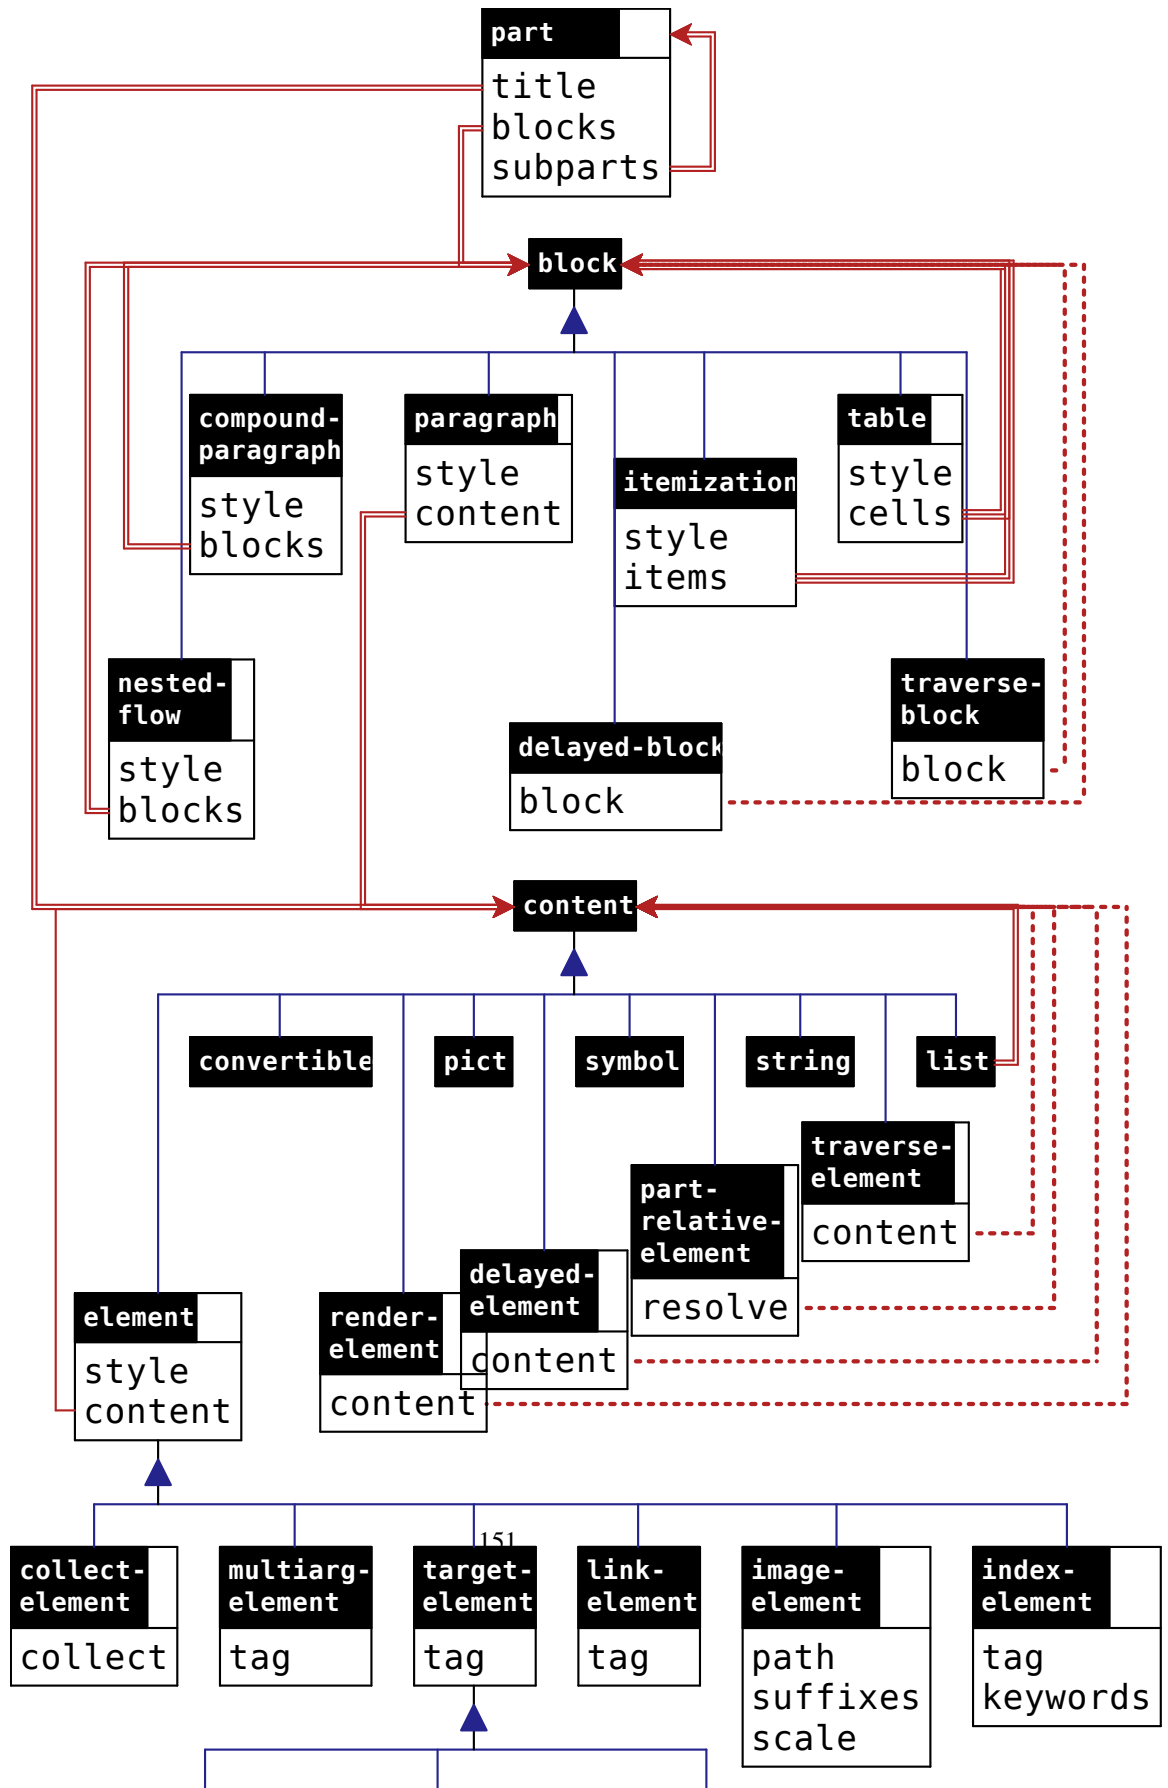 part
title
blocks
subparts
block
compound-
paragraph
style
blocks
paragraph
style
content
itemization
style
items
table
style
cells
nested-
flow
style
blocks
delayed-block
block
traverse-
block
block
content
convertible
pict
symbol
string
list
traverse-
element
content
part-
relative-
element
resolve
delayed-
element
content
render-
element
content
element
style
content
151
collect-
element
collect
multiarg-
element
tag
target-
element
tag
link-
element
tag
image-
element
path
suffixes
scale
index-
element
tag
keywords